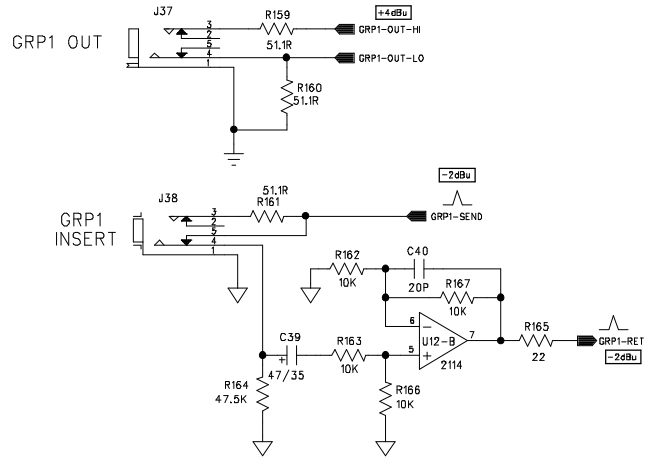 J37
+4dBu
GRP1 OUT
3
2
5
4
1
R159
51.1R
GRP1-OUT-HI
GRP1-OUT-LO
R160
51.1R
-2dBu
J38
51.1R
R161
GRP1
INSERT
3
2
5
4
1
GRP1-SEND
R162
10K
C40
20P
R167
10K
6
-
U12-B
7
5
+
2114
R165
22
GRP1-RET
-2dBu
C39
+
47/35
R163
10K
R164
47.5K
R166
10K